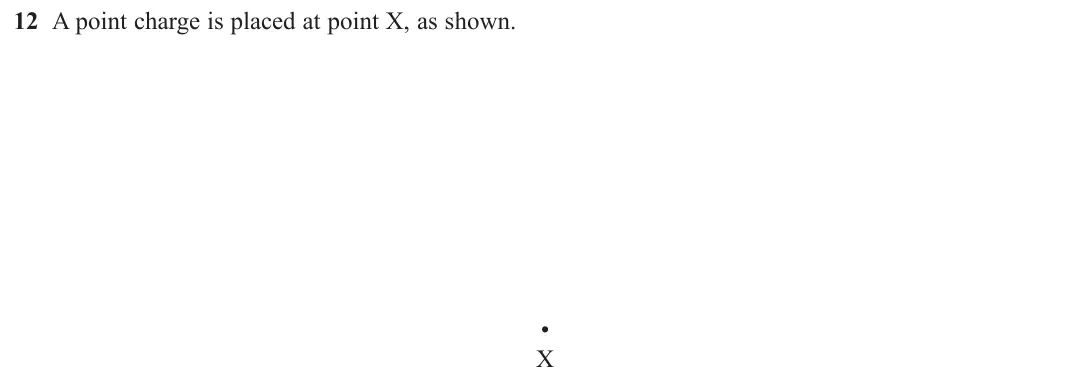 12 A point charge is placed at point X, as shown.
X